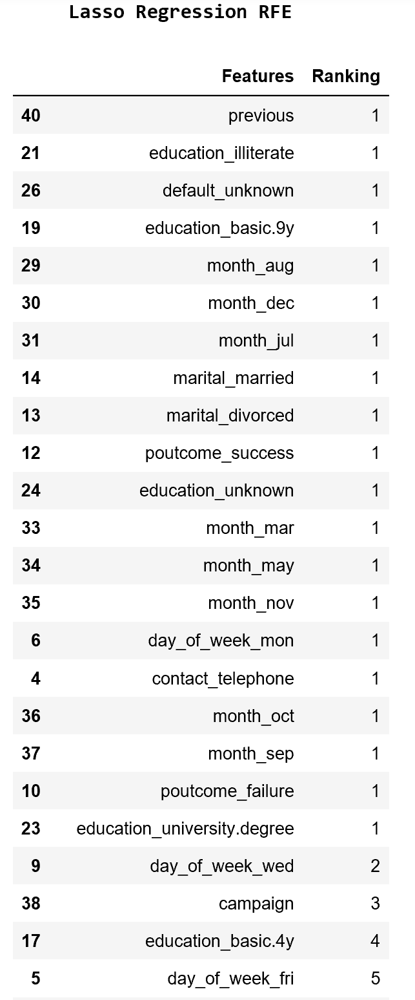 Lasso Regression RFE
Features Ranking
40 previous 1
21 education_illiterate 1
26 default_unknown 1
19 education_basic.9y 1
29 month_aug 1
30 month_dec 1
31 month_jul 1
14 marital_married 1
13 marital_divorced 1
12 poutcome_success 1
24 education_unknown 1
33 month_mar 1
34 month_may 1
35 month_nov 1
6 day_of_week_mon 1
4 contact_telephone 1
36 month_oct 1
37 month_sep 1
10 poutcome_failure 1
23 education_university.degree 1
9 day_of_week_wed 2
38 campaign 3
17 education_basic.4y 4
5 day_of_week_fri 5